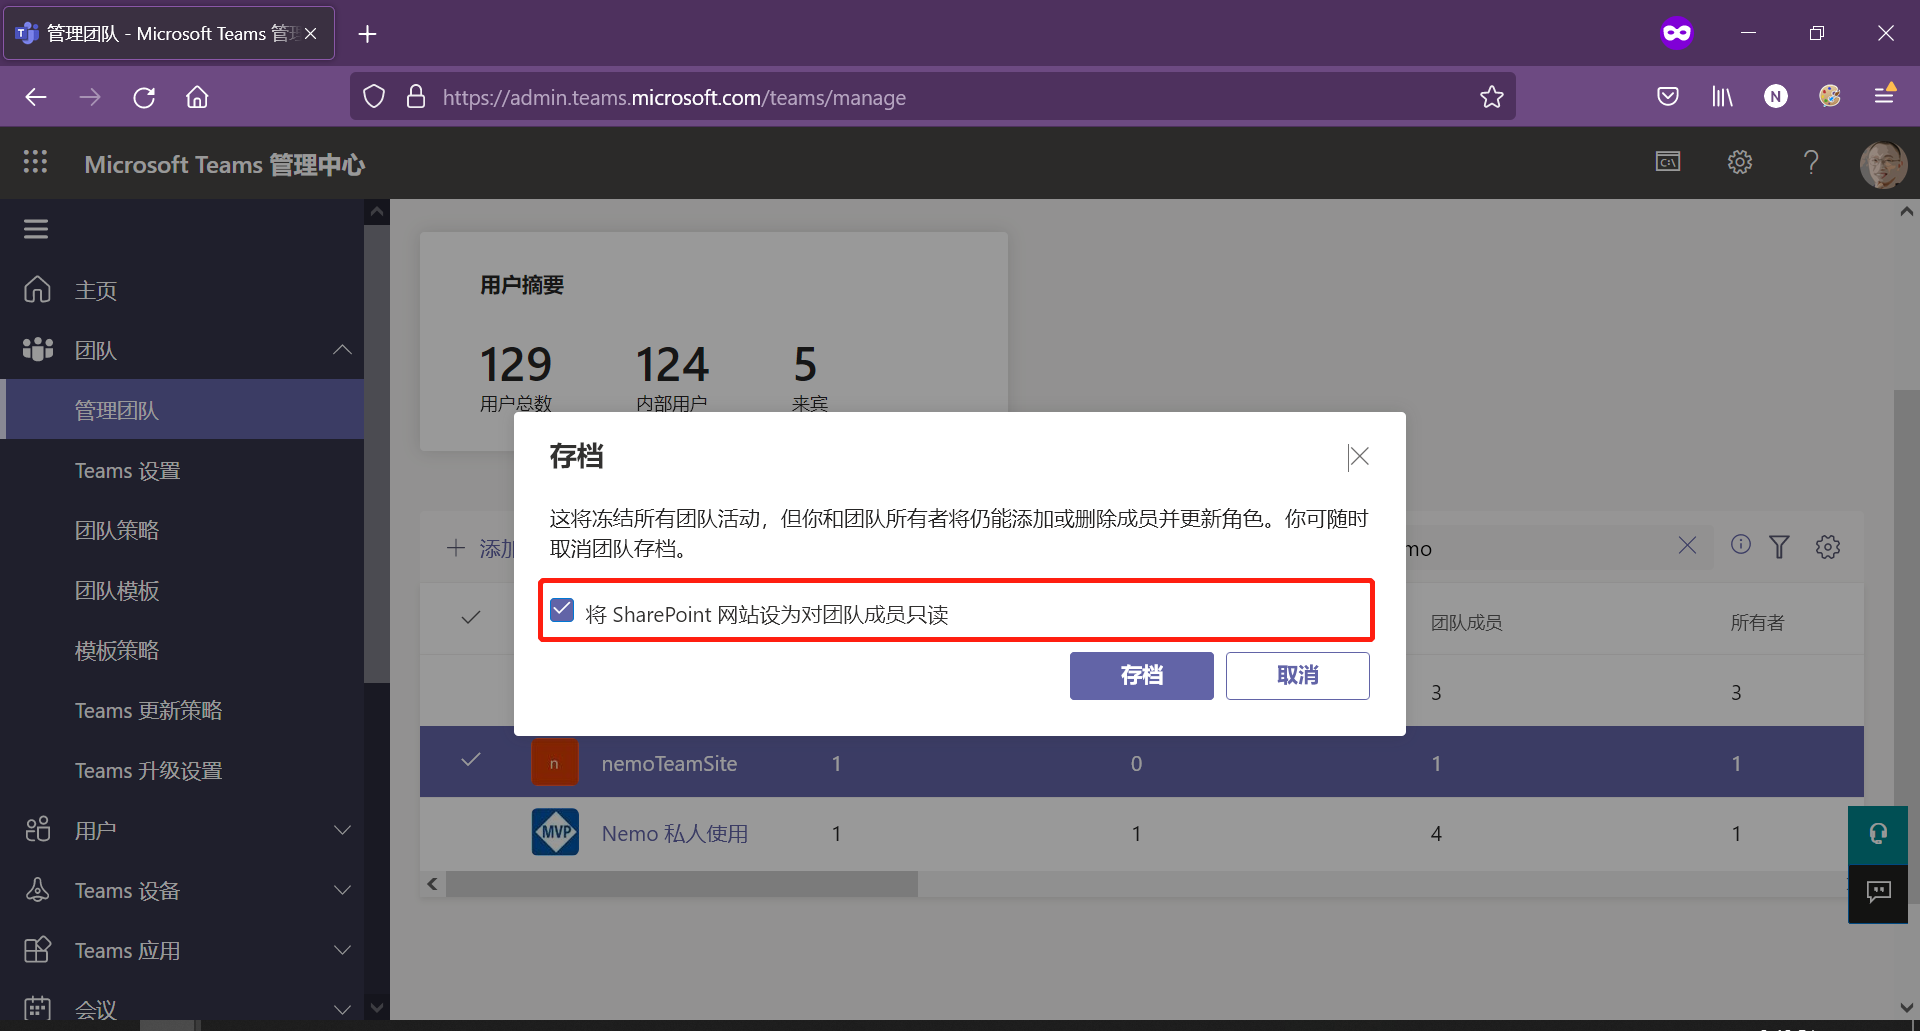 管理团队 - Microsoft Teams 管理
https://admin.teams.microsoft.com/teams/manage
N
Microsoft Teams 管理中心
C:\
主页
团队
管理团队
Teams 设置
团队策略
团队模板
模板策略
Teams 更新策略
Teams 升级设置
用户
Teams 设备
Teams 应用
会议
用户摘要
129 124 5
用户总数 内部用户 来宾
存档
这将冻结所有团队活动，但你和团队所有者将仍能添加或删除成员并更新角色。你可随时
取消团队存档。
将 SharePoint 网站设为对团队成员只读
存档 取消
添加 mo
团队成员 所有者
3 3
n nemoTeamSite 1 0 1 1
MVP Nemo 私人使用 1 1 4 1